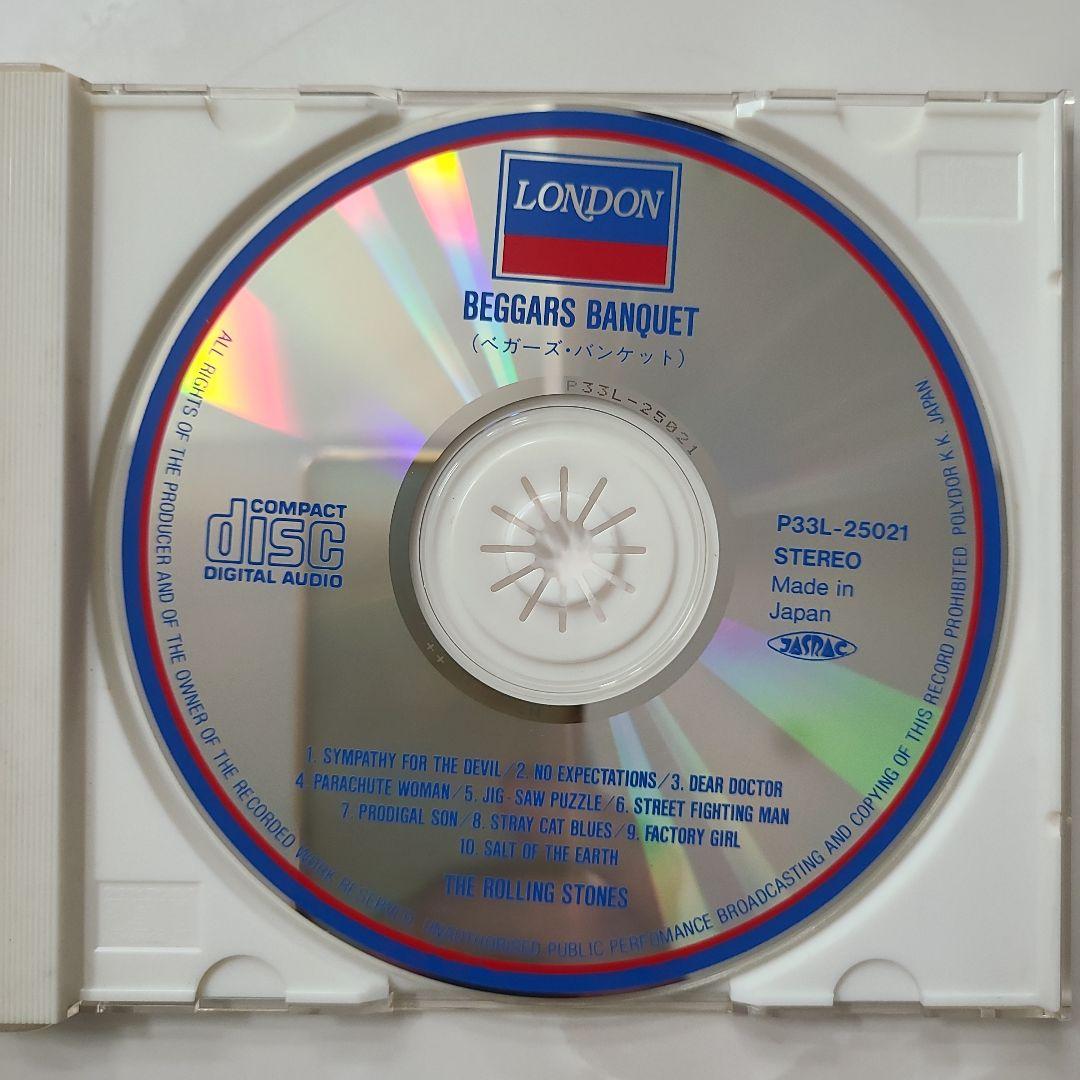 LONDON
BEGGARS BANQUET
(ベガーズ・バンケット)
P33L-25021
COMPACT
disc
DIGITAL AUDIO
P33L-25021
STEREO
Made in
Japan
JASRAC
1. SYMPATHY FOR THE DEVIL/2. NO EXPECTATIONS/3. DEAR DOCTOR
4 PARACHUTE WOMAN/5. JIG-SAW PUZZLE/6. STREET FIGHTING MAN
7. PRODIGAL SON/8. STRAY CAT BLUES/9. FACTORY GIRL
10. SALT OF THE EARTH
THE ROLLING STONES
ALL RIGHTS OF THE PRODUCER AND OF THE OWNER OF THE RECORDED WORK RESERVED. UNAUTHORISED PUBLIC PERFOMANCE BROADCASTING AND COPYING OF THIS RECORD PROHIBITED POLYDOR K.K. JAPAN